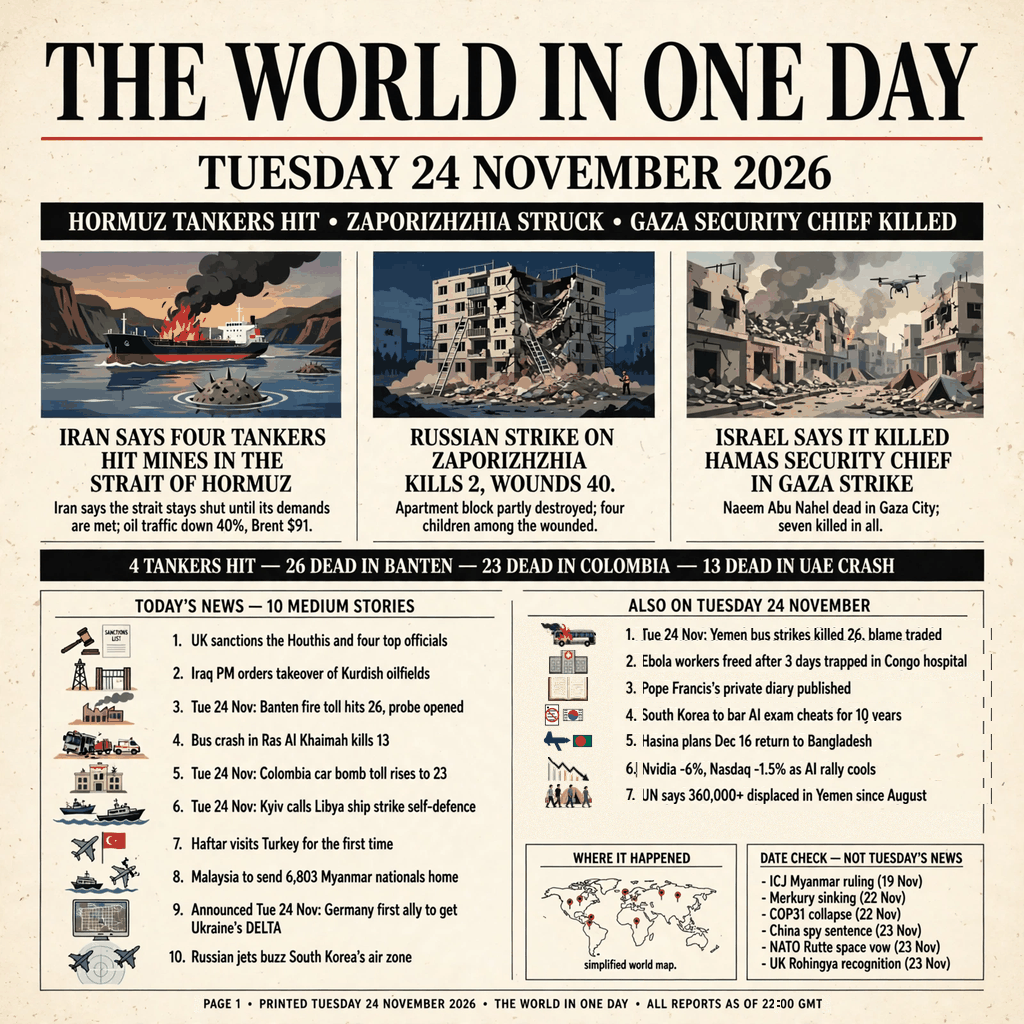 THE WORLD IN ONE DAY
TUESDAY 24 NOVEMBER 2026
HORMUZ TANKERS HIT • ZAPORIZHZHIA STRUCK • GAZA SECURITY CHIEF KILLED
IRAN SAYS FOUR TANKERS
HIT MINES IN THE
STRAIT OF HORMUZ
Iran says the strait stays shut until its demands
are met; oil traffic down 40%, Brent $91.
RUSSIAN STRIKE ON
ZAPORIZHZHIA
KILLS 2, WOUNDS 40.
Apartment block partly destroyed; four
children among the wounded.
ISRAEL SAYS IT KILLED
HAMAS SECURITY CHIEF
IN GAZA STRIKE
Naeem Abu Nahel dead in Gaza City;
seven killed in all.
4 TANKERS HIT — 26 DEAD IN BANTEN — 23 DEAD IN COLOMBIA — 13 DEAD IN UAE CRASH
TODAY'S NEWS — 10 MEDIUM STORIES
SANCTIONS
LIST
1. UK sanctions the Houthis and four top officials
2. Iraq PM orders takeover of Kurdish oilfields
3. Tue 24 Nov: Banten fire toll hits 26, probe opened
4. Bus crash in Ras Al Khaimah kills 13
5. Tue 24 Nov: Colombia car bomb toll rises to 23
6. Tue 24 Nov: Kyiv calls Libya ship strike self-defence
7. Haftar visits Turkey for the first time
8. Malaysia to send 6,803 Myanmar nationals home
9. Announced Tue 24 Nov: Germany first ally to get
Ukraine's DELTA
10. Russian jets buzz South Korea's air zone
ALSO ON TUESDAY 24 NOVEMBER
1. Tue 24 Nov: Yemen bus strikes killed 26, blame traded
2. Ebola workers freed after 3 days trapped in Congo hospital
3. Pope Francis's private diary published
4. South Korea to bar AI exam cheats for 10 years
5. Hasina plans Dec 16 return to Bangladesh
6. Nvidia -6%, Nasdaq -1.5% as AI rally cools
7. UN says 360,000+ displaced in Yemen since August
WHERE IT HAPPENED
simplified world map.
DATE CHECK — NOT TUESDAY'S NEWS
- ICJ Myanmar ruling (19 Nov)
- Merkury sinking (22 Nov)
- COP31 collapse (22 Nov)
- China spy sentence (23 Nov)
- NATO Rutte space vow (23 Nov)
- UK Rohingya recognition (23 Nov)
PAGE 1 • PRINTED TUESDAY 24 NOVEMBER 2026 • THE WORLD IN ONE DAY • ALL REPORTS AS OF 22:00 GMT